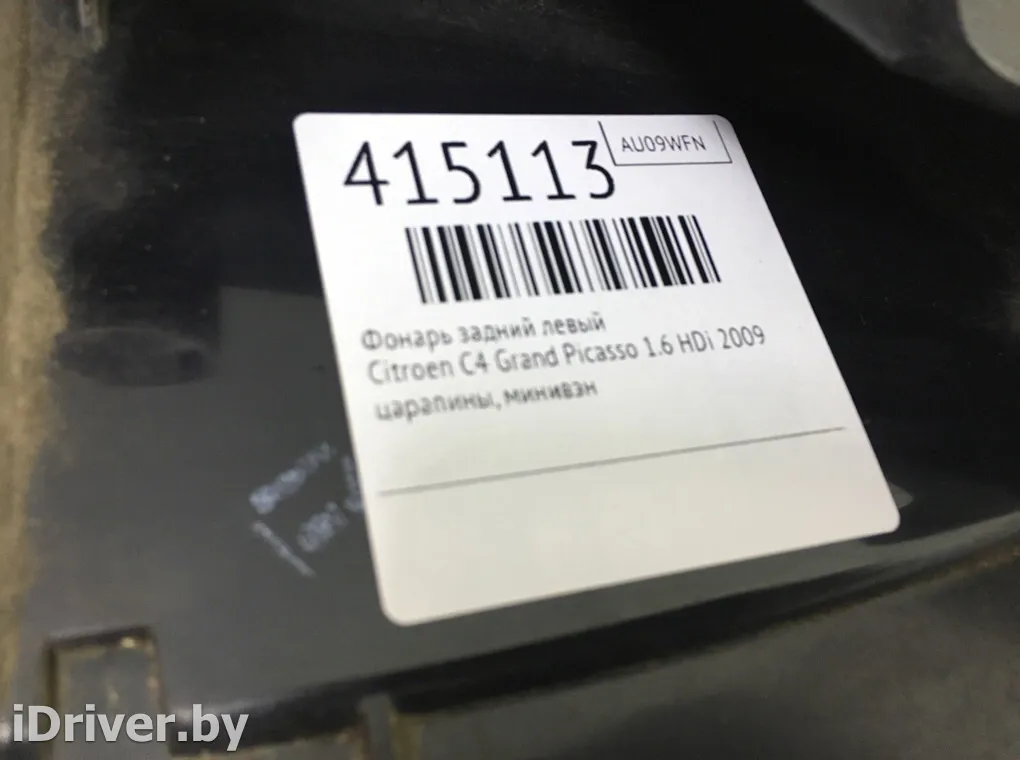 415113
AU09WFN
Фонарь задний левый
Citroen C4 Grand Picasso 1.6 HDi 2009
царапины, минивэн
iDriver.by